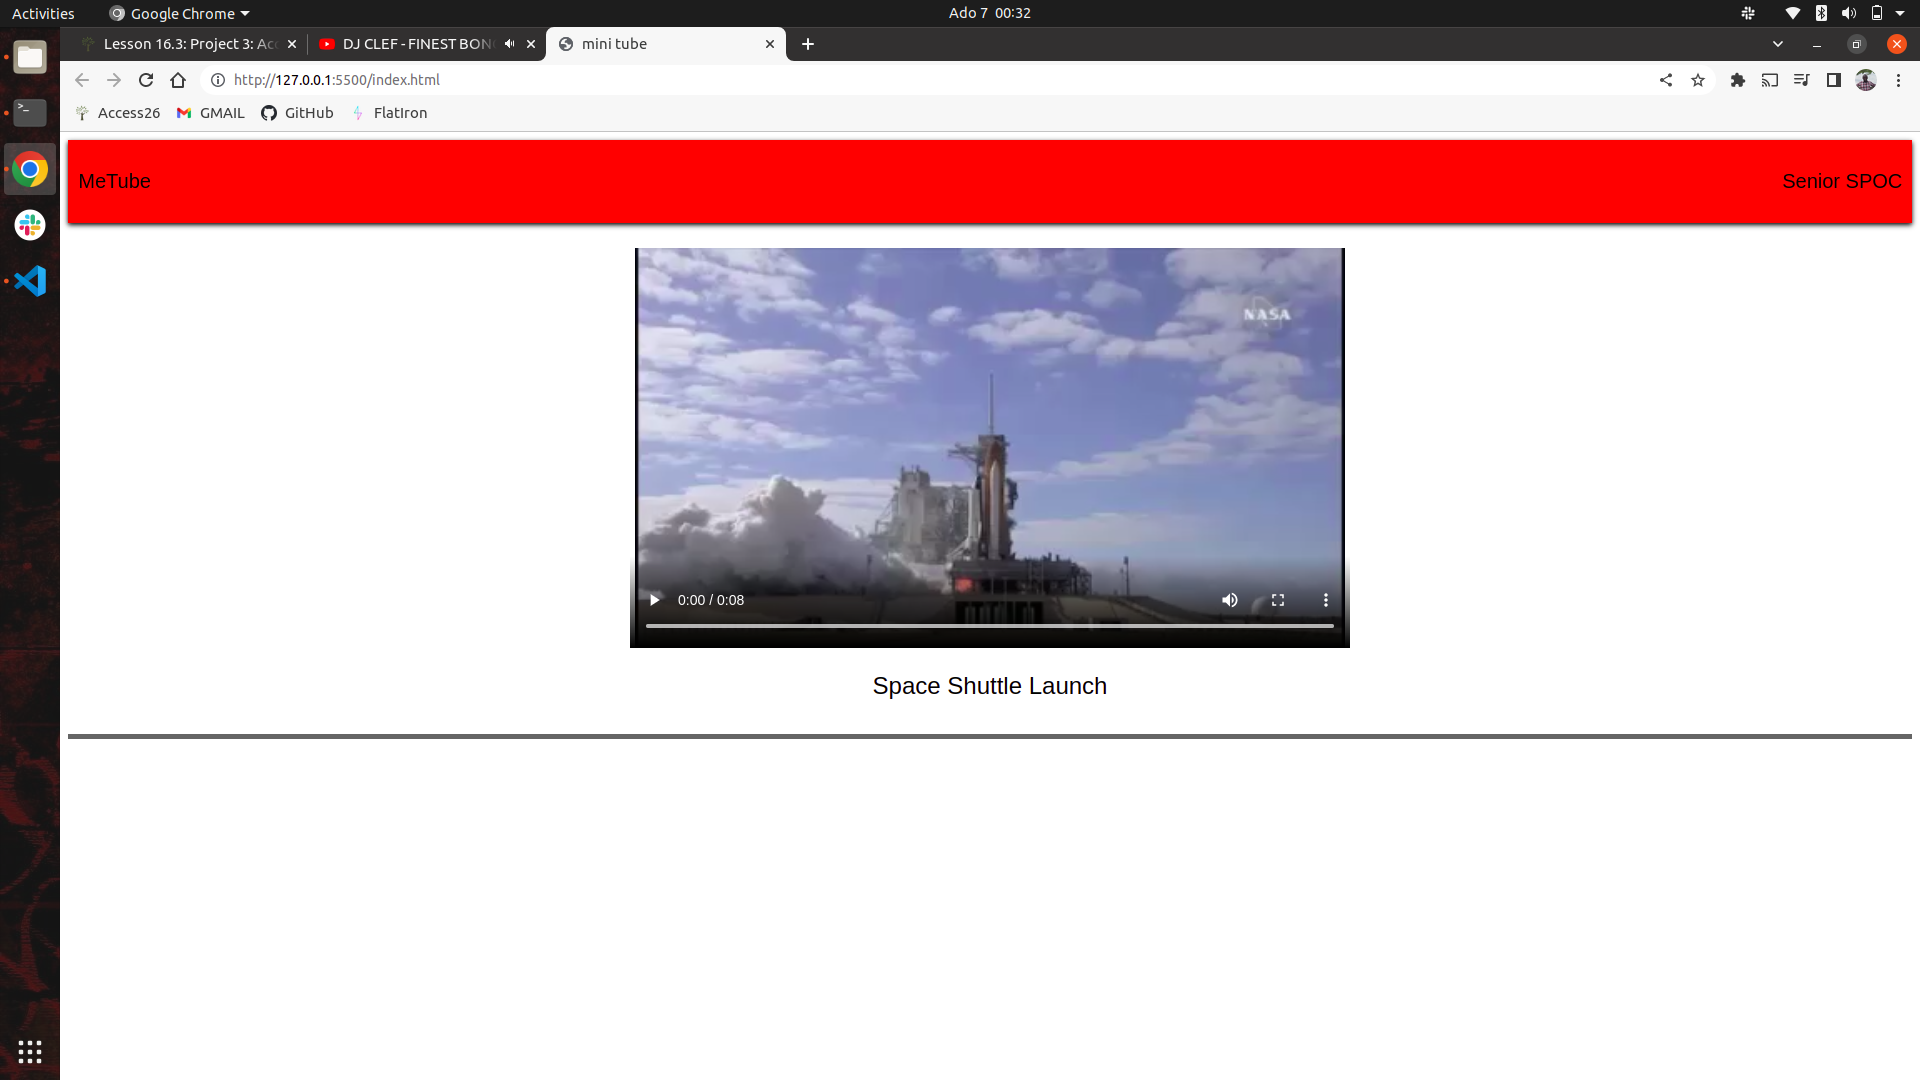 Activities
Google Chrome
Ado 7 00:32
Lesson 16.3: Project 3: Acc
DJ CLEF - FINEST BON
mini tube
http://127.0.0.1:5500/index.html
Access26
GMAIL
GitHub
FlatIron
MeTube
Senior SPOC
NASA
0:00 / 0:08
Space Shuttle Launch